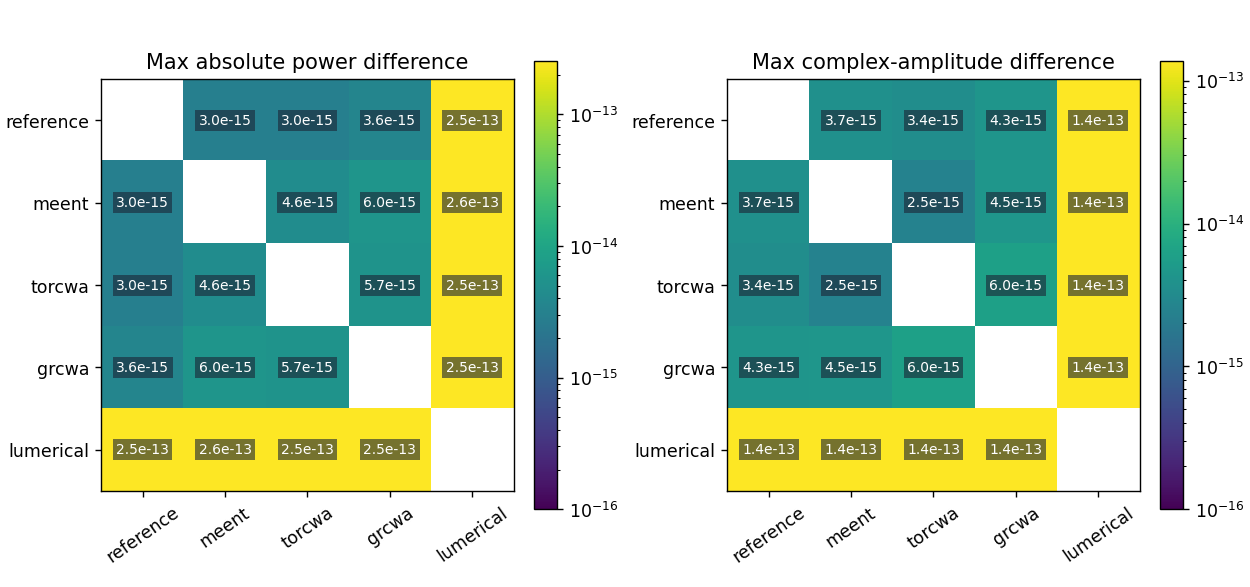 Max absolute power difference
reference 3.0e-15 3.0e-15 3.6e-15 2.5e-13
meent 3.0e-15 4.6e-15 6.0e-15 2.6e-13
torcwa 3.0e-15 4.6e-15 5.7e-15 2.5e-13
grcwa 3.6e-15 6.0e-15 5.7e-15 2.5e-13
lumerical 2.5e-13 2.6e-13 2.5e-13 2.5e-13
reference meent torcwa grcwa lumerical
10⁻¹³
10⁻¹⁴
10⁻¹⁵
10⁻¹⁶
Max complex-amplitude difference
reference 3.7e-15 3.4e-15 4.3e-15 1.4e-13
meent 3.7e-15 2.5e-15 4.5e-15 1.4e-13
torcwa 3.4e-15 2.5e-15 6.0e-15 1.4e-13
grcwa 4.3e-15 4.5e-15 6.0e-15 1.4e-13
lumerical 1.4e-13 1.4e-13 1.4e-13 1.4e-13
reference meent torcwa grcwa lumerical
10⁻¹³
10⁻¹⁴
10⁻¹⁵
10⁻¹⁶